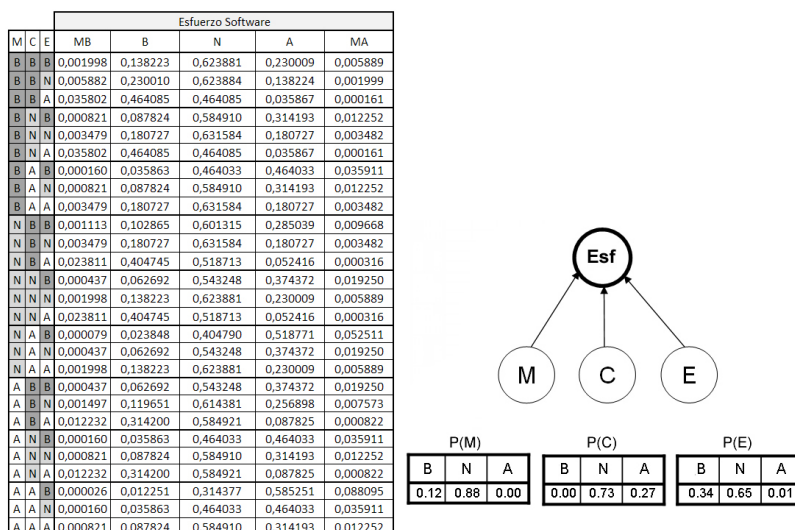 Esfuerzo Software
M C E MB B N A MA
B B B 0,001998 0,138223 0,623881 0,230009 0,005889
B B N 0,005882 0,230010 0,623884 0,138224 0,001999
B B A 0,035802 0,464085 0,464085 0,035867 0,000161
B N B 0,000821 0,087824 0,584910 0,314193 0,012252
B N N 0,003479 0,180727 0,631584 0,180727 0,003482
B N A 0,035802 0,464085 0,464085 0,035867 0,000161
B A B 0,000160 0,035863 0,464033 0,464033 0,035911
B A N 0,000821 0,087824 0,584910 0,314193 0,012252
B A A 0,003479 0,180727 0,631584 0,180727 0,003482
N B B 0,001113 0,102865 0,601315 0,285039 0,009668
N B N 0,003479 0,180727 0,631584 0,180727 0,003482
N B A 0,023811 0,404745 0,518713 0,052416 0,000316
N N B 0,000437 0,062692 0,543248 0,374372 0,019250
N N N 0,001998 0,138223 0,623881 0,230009 0,005889
N N A 0,023811 0,404745 0,518713 0,052416 0,000316
N A B 0,000079 0,023848 0,404790 0,518771 0,052511
N A N 0,000437 0,062692 0,543248 0,374372 0,019250
N A A 0,001998 0,138223 0,623881 0,230009 0,005889
A B B 0,000437 0,062692 0,543248 0,374372 0,019250
A B N 0,001497 0,119651 0,614381 0,256898 0,007573
A B A 0,012232 0,314200 0,584921 0,087825 0,000822
A N B 0,000160 0,035863 0,464033 0,464033 0,035911
A N N 0,000821 0,087824 0,584910 0,314193 0,012252
A N A 0,012232 0,314200 0,584921 0,087825 0,000822
A A B 0,000026 0,012251 0,314377 0,585251 0,088095
A A N 0,000160 0,035863 0,464033 0,464033 0,035911
A A A 0,000821 0,087824 0,584910 0,314193 0,012252
Esf
M C E
P(M) P(C) P(E)
B N A B N A B N A
0.12 0.88 0.00 0.00 0.73 0.27 0.34 0.65 0.01